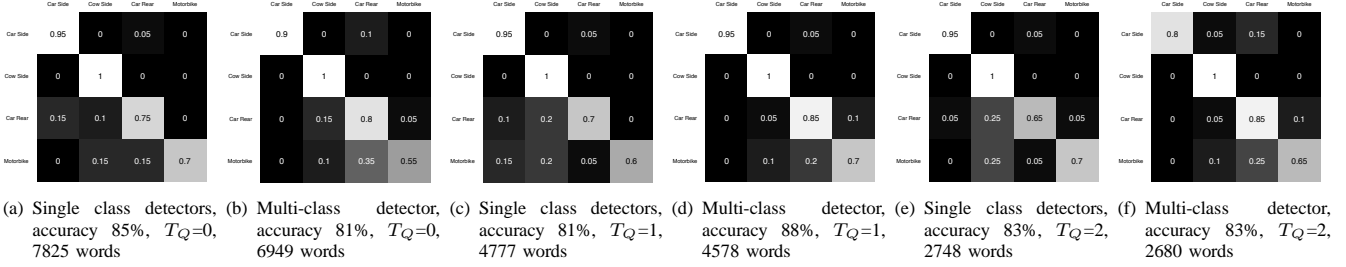 Car Side Cow Side Car Rear Motorbike
Car Side 0.95 0 0.05 0
Cow Side 0 1 0 0
Car Rear 0.15 0.1 0.75 0
Motorbike 0 0.15 0.15 0.7
(a) Single class detectors,
accuracy 85%, T_Q=0,
7825 words
Car Side Cow Side Car Rear Motorbike
Car Side 0.9 0 0.1 0
Cow Side 0 1 0 0
Car Rear 0 0.15 0.8 0.05
Motorbike 0 0.1 0.35 0.55
(b) Multi-class detector,
accuracy 81%, T_Q=0,
6949 words
Car Side Cow Side Car Rear Motorbike
Car Side 0.95 0 0.05 0
Cow Side 0 1 0 0
Car Rear 0.1 0.2 0.7 0
Motorbike 0.15 0.2 0.05 0.6
(c) Single class detectors,
accuracy 81%, T_Q=1,
4777 words
Car Side Cow Side Car Rear Motorbike
Car Side 0.95 0 0.05 0
Cow Side 0 1 0 0
Car Rear 0 0.05 0.85 0.1
Motorbike 0 0.1 0.2 0.7
(d) Multi-class detector,
accuracy 88%, T_Q=1,
4578 words
Car Side Cow Side Car Rear Motorbike
Car Side 0.95 0 0.05 0
Cow Side 0 1 0 0
Car Rear 0.05 0.25 0.65 0.05
Motorbike 0 0.25 0.05 0.7
(e) Single class detectors,
accuracy 83%, T_Q=2,
2748 words
Car Side Cow Side Car Rear Motorbike
Car Side 0.8 0.05 0.15 0
Cow Side 0 1 0 0
Car Rear 0 0.05 0.85 0.1
Motorbike 0 0.1 0.25 0.65
(f) Multi-class detector,
accuracy 83%, T_Q=2,
2680 words